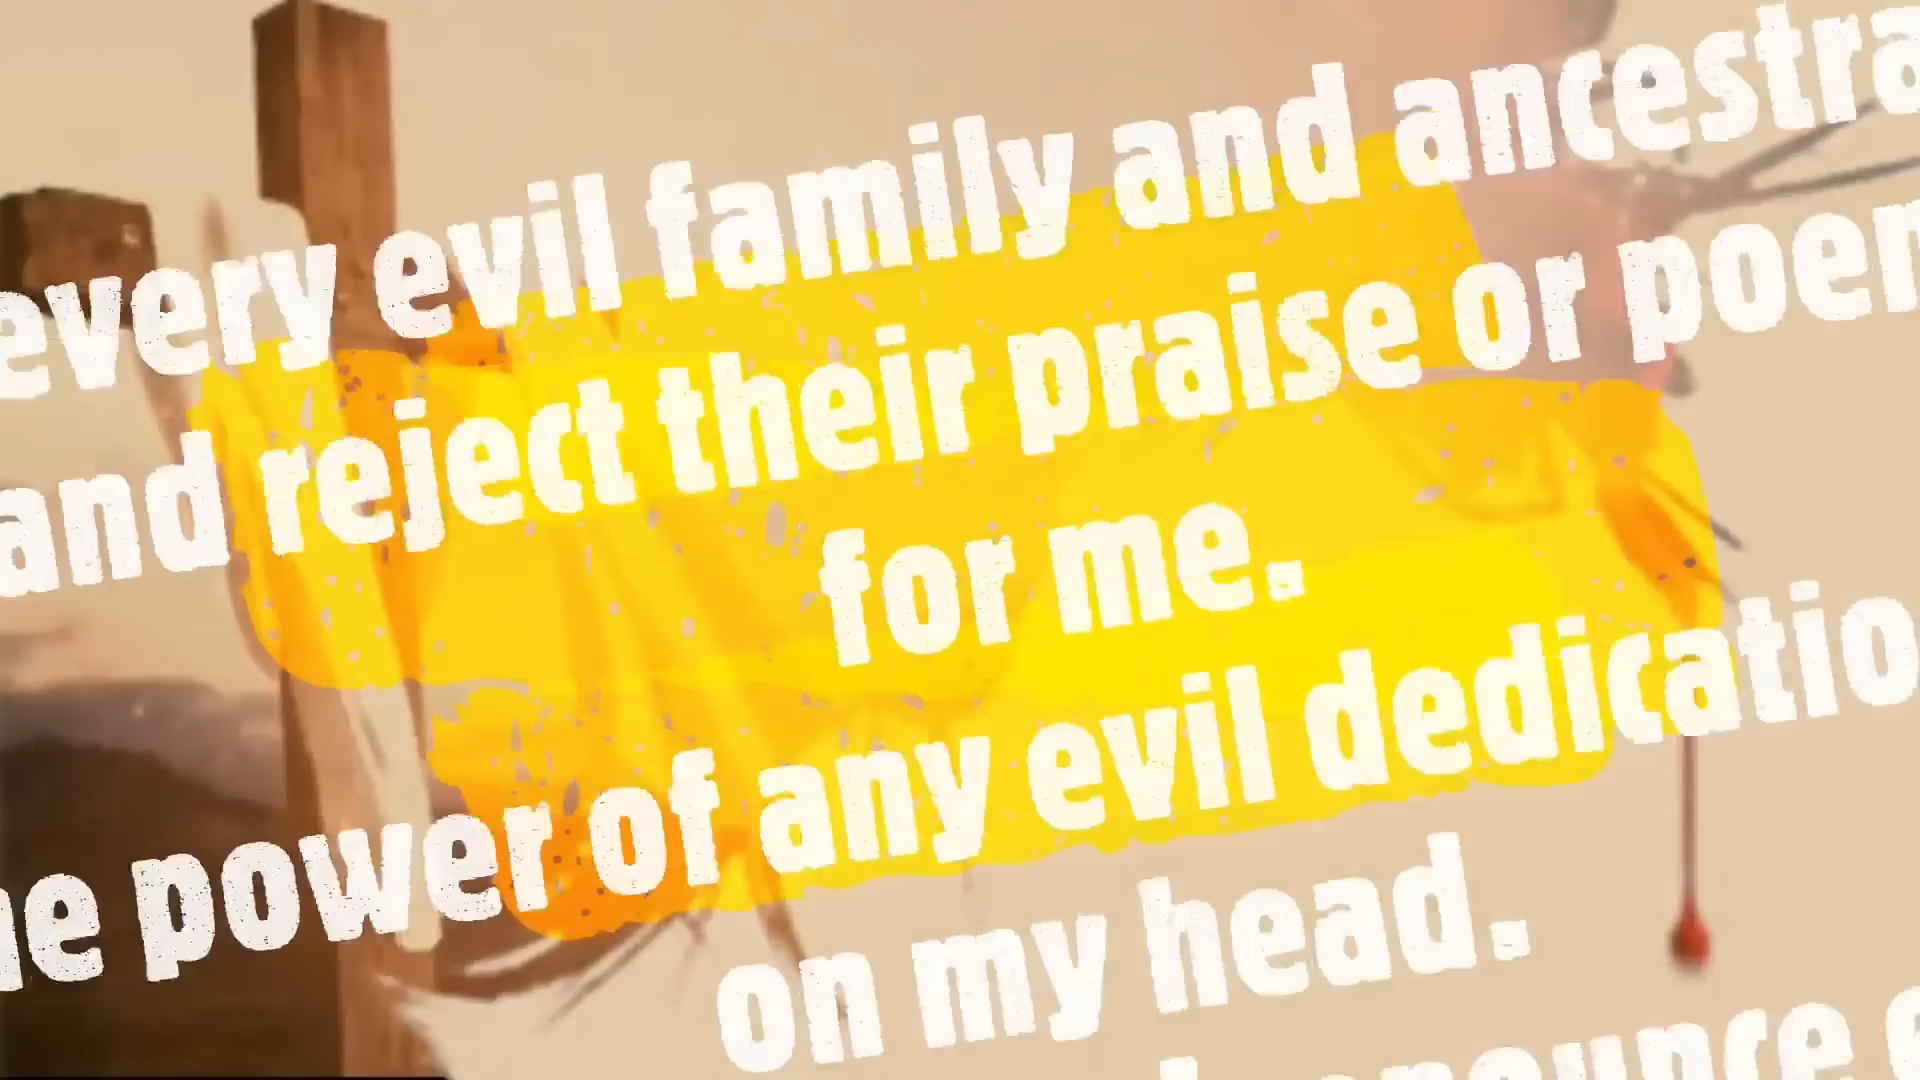 every evil family and ancestra
and reject their praise or poem
for me.
he power of any evil dedicatio
on my head.